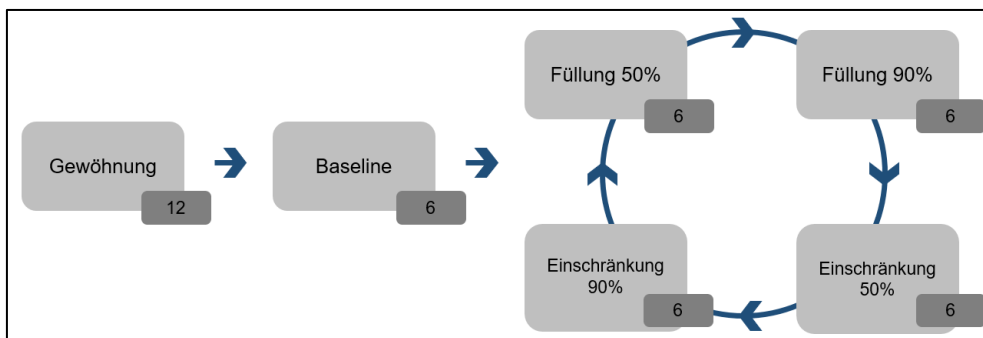 Gewöhnung
12
Baseline
6
Füllung 50%
6
Füllung 90%
6
Einschränkung
50%
6
Einschränkung
90%
6